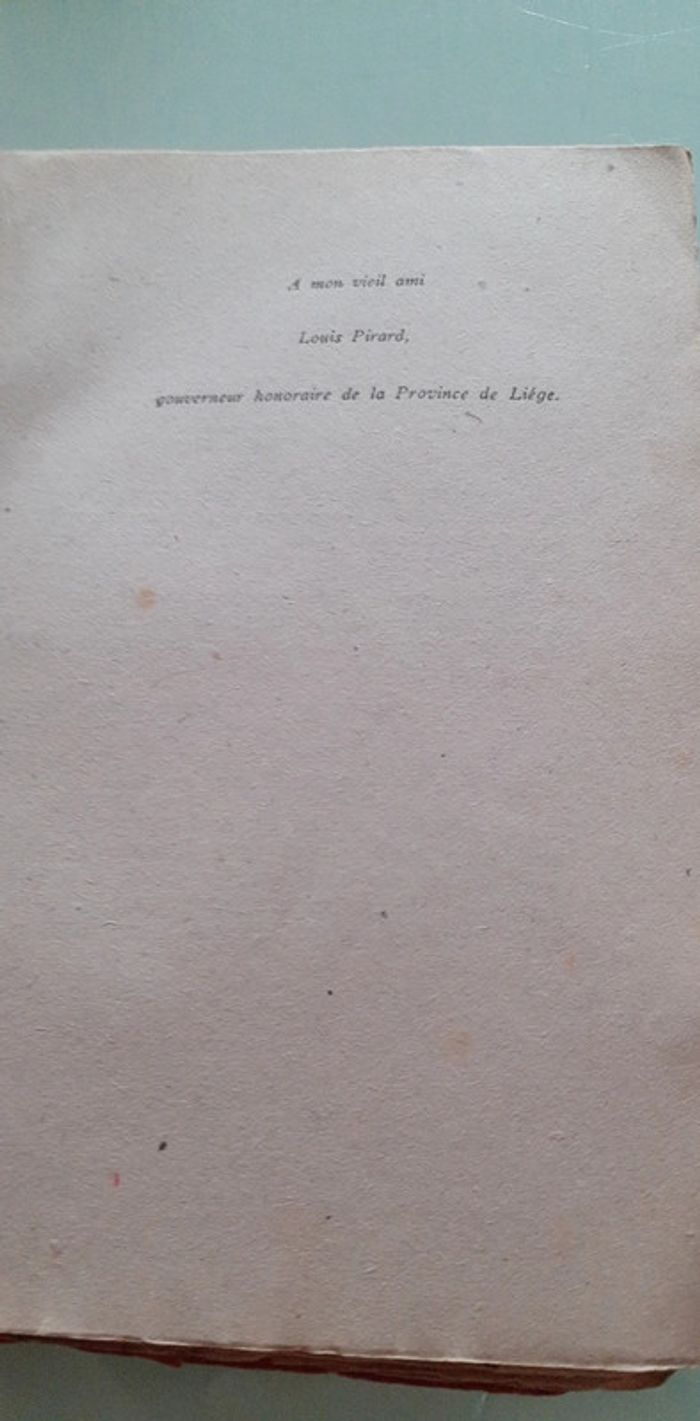 A mon vieil ami
Louis Pirard,
gouverneur honoraire de la Province de Liége.